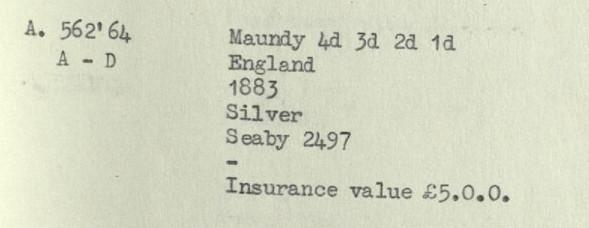 A. 562'64
A - D
Maundy 4d 3d 2d 1d
England
1883
Silver
Seaby 2497
-
Insurance value £5.0.0.